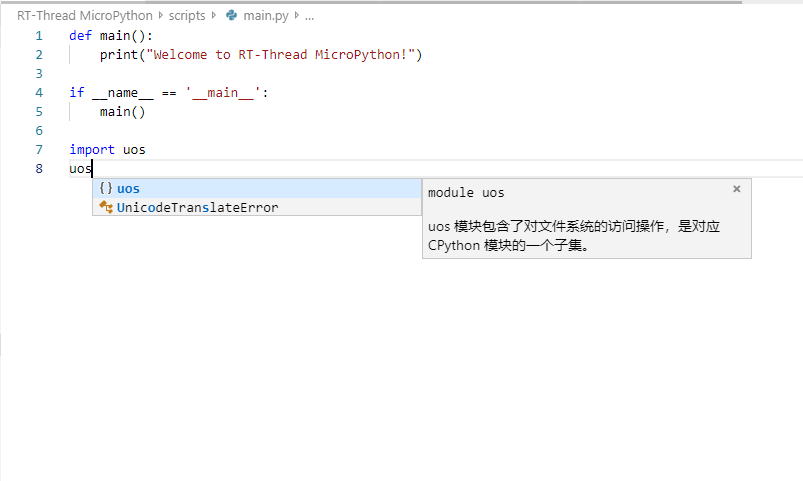 RT-Thread MicroPython › scripts › main.py › ...
1 def main():
2 print("Welcome to RT-Thread MicroPython!")
3
4 if __name__ == '__main__':
5 main()
6
7 import uos
8 uos
{} uos
UnicodeTranslateError
module uos ×
uos 模块包含了对文件系统的访问操作，是对应
CPython 模块的一个子集。